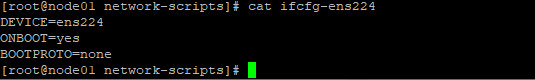 [root@node01 network-scripts]# cat ifcfg-ens224
DEVICE=ens224
ONBOOT=yes
BOOTPROTO=none
[root@node01 network-scripts]#